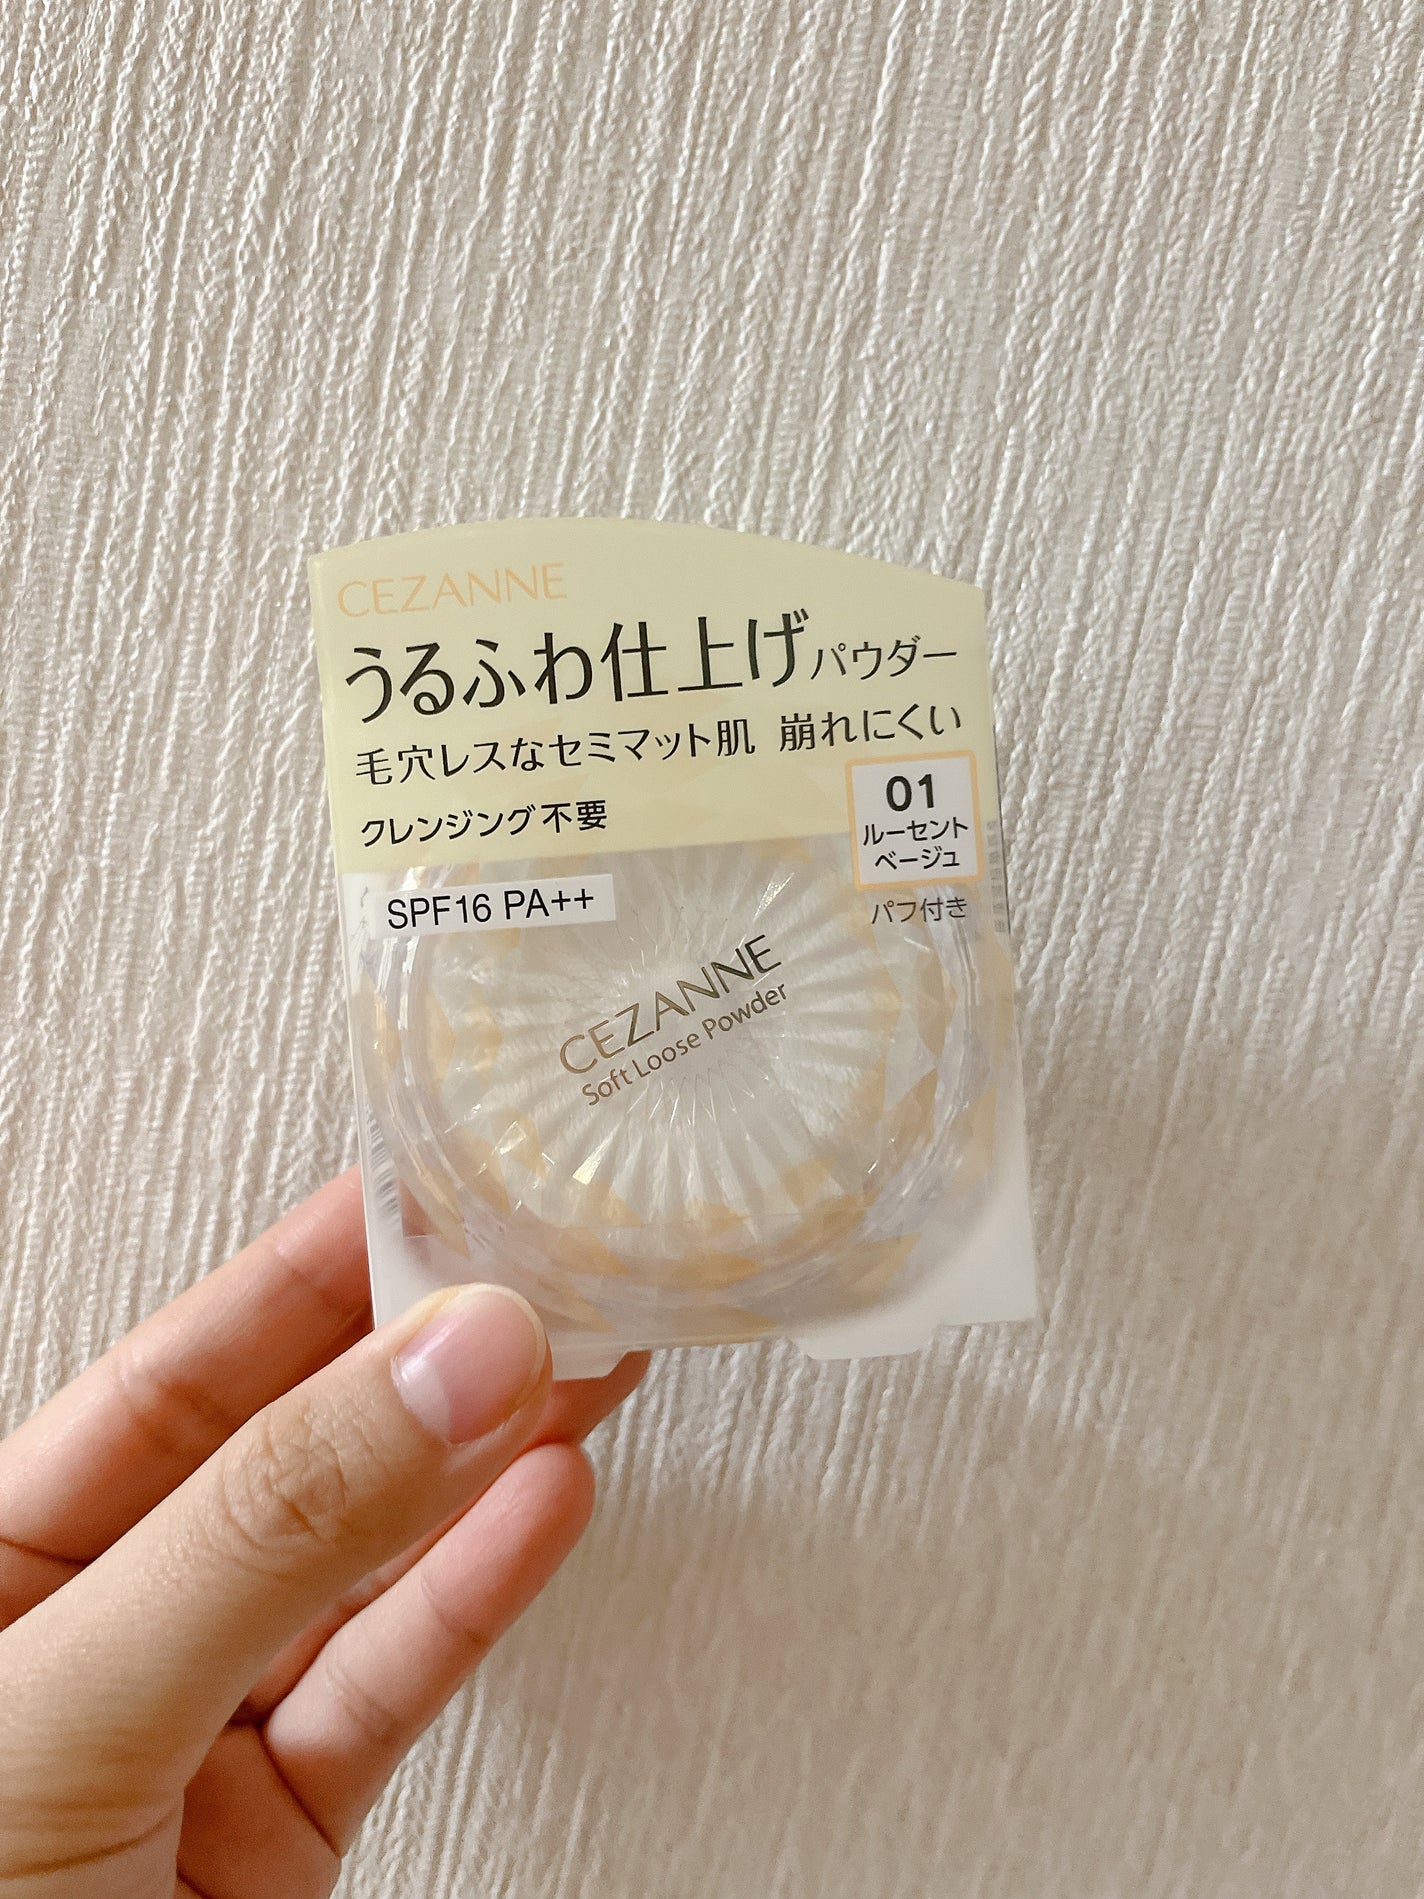 CEZANNE
うるふわ仕上げパウダー
毛穴レスなセミマット肌 崩れにくい
クレンジング不要
01
ルーセント
ベージュ
パフ付き
SPF16 PA++
CEZANNE
Soft Loose Powder